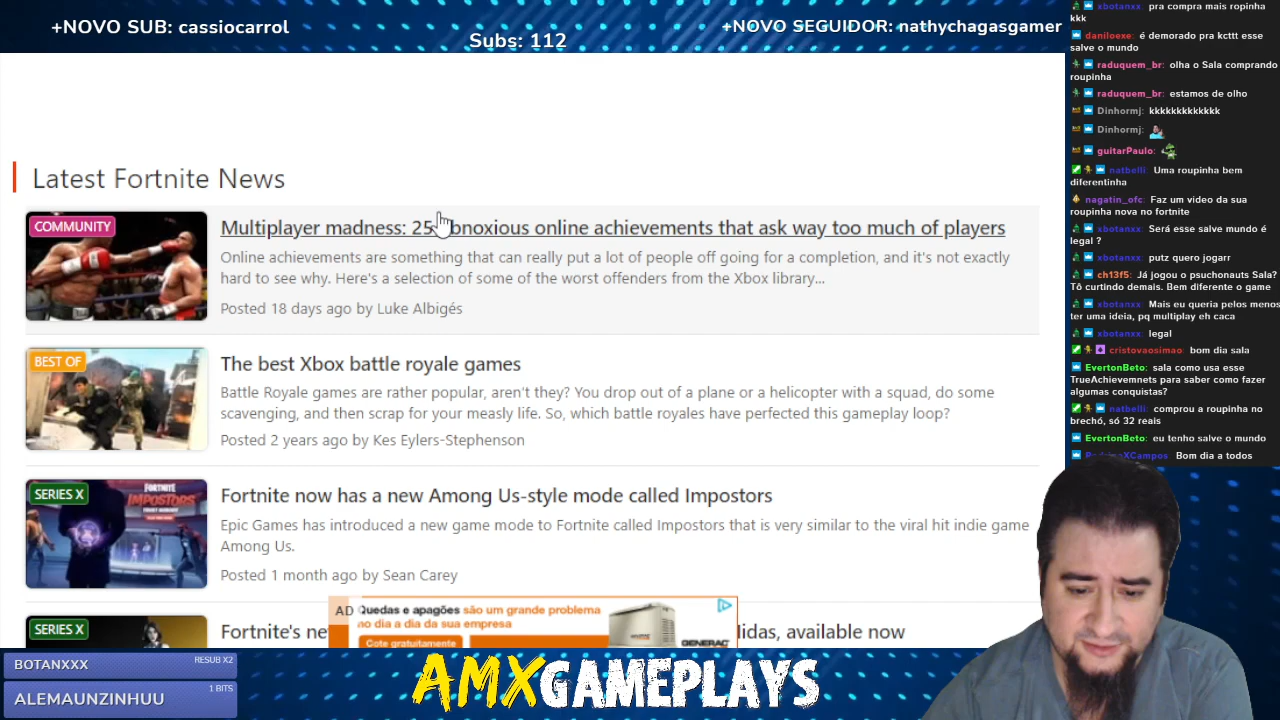 +NOVO SUB: cassiocarrol
Subs: 112
+NOVO SEGUIDOR: nathychagasgamer
Latest Fortnite News
COMMUNITY
Multiplayer madness: 25 obnoxious online achievements that ask way too much of players
Online achievements are something that can really put a lot of people off going for a completion, and it's not exactly
hard to see why. Here's a selection of some of the worst offenders from the Xbox library...
Posted 18 days ago by Luke Albigés
BEST OF
The best Xbox battle royale games
Battle Royale games are rather popular, aren't they? You drop out of a plane or a helicopter with a squad, do some
scavenging, and then scrap for your measly life. So, which battle royales have perfected this gameplay loop?
Posted 2 years ago by Kes Eylers-Stephenson
SERIES X
FORTNITE
IMPOSTORS
Fortnite now has a new Among Us-style mode called Impostors
Epic Games has introduced a new game mode to Fortnite called Impostors that is very similar to the viral hit indie game
Among Us.
Posted 1 month ago by Sean Carey
SERIES X
Fortnite's ne
didas, available now
AD
Quedas e apagões são um grande problema
no dia a dia da sua empresa
Cote gratuitamente
GENERAC
xbotanxx: pra compra mais ropinha
kkk
daniloexe: é demorado pra kcttt esse
salve o mundo
raduquem_br: olha o Sala comprando
roupinha
raduquem_br: estamos de olho
Dinhormj: kkkkkkkkkkkk
Dinhormj:
guitarPaulo:
natbelli: Uma roupinha bem
diferentinha
nagatin_ofc: Faz um video da sua
roupinha nova no fortnite
xbotanxx: Será esse salve mundo é
legal ?
xbotanxx: putz quero jogarr
ch13f5: Já jogou o psuchonauts Sala?
Tô curtindo demais. Bem diferente o game
xbotanxx: Mais eu queria pelos menos
ter uma ideia, pq multiplay eh caca
xbotanxx: legal
cristovaosimao: bom dia sala
EvertonBeto: sala como usa esse
TrueAchievemnets para saber como fazer
algumas conquistas?
natbelli: comprou a roupinha no
brechó, só 32 reais
EvertonBeto: eu tenho salve o mundo
Bom dia a todos
BOTANXXX
RESUB X2
ALEMAUNZINHUU
1 BITS
AMXGAMEPLAYS